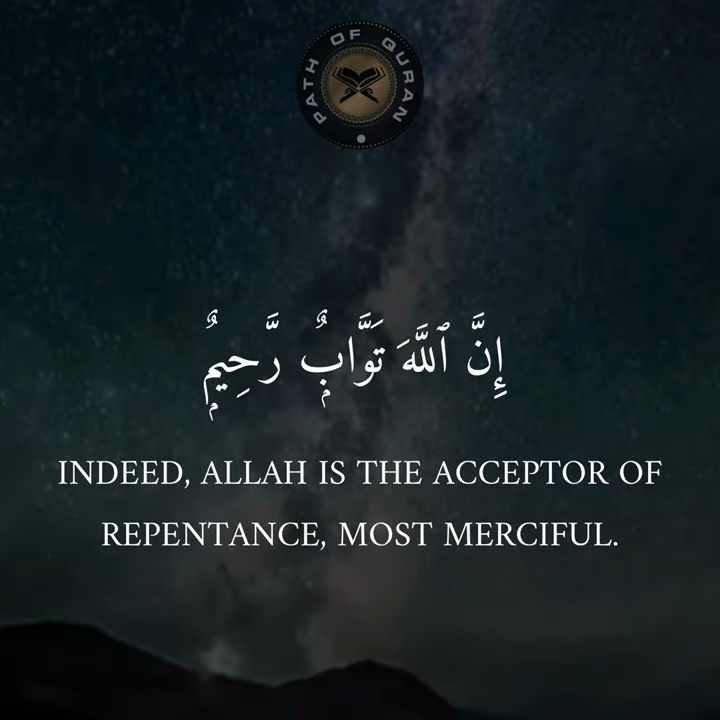 PATH OF QURAN
إِنَّ ٱللَّهَ تَوَّابٌ رَّحِيمٌ
INDEED, ALLAH IS THE ACCEPTOR OF
REPENTANCE, MOST MERCIFUL.